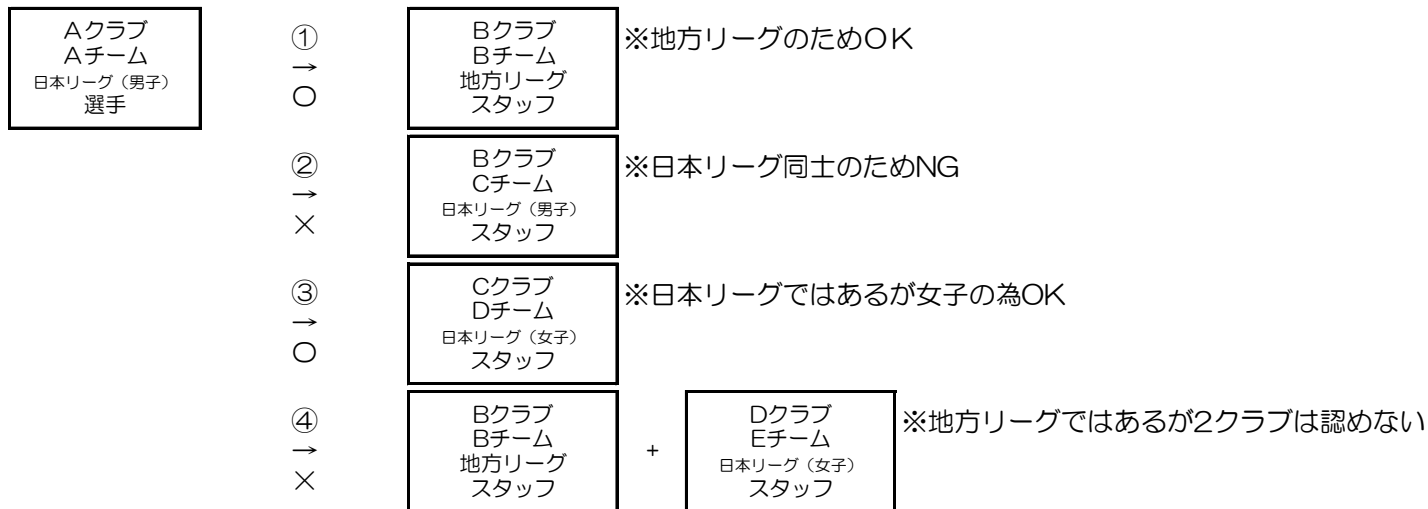 Aクラブ
Aチーム
日本リーグ（男子）
選手
①
→
○
Bクラブ
Bチーム
地方リーグ
スタッフ
※地方リーグのためOK
②
→
×
Bクラブ
Cチーム
日本リーグ（男子）
スタッフ
※日本リーグ同士のためNG
③
→
○
Cクラブ
Dチーム
日本リーグ（女子）
スタッフ
※日本リーグではあるが女子の為OK
④
→
×
Bクラブ
Bチーム
地方リーグ
スタッフ
+
Dクラブ
Eチーム
日本リーグ（女子）
スタッフ
※地方リーグではあるが2クラブは認めない